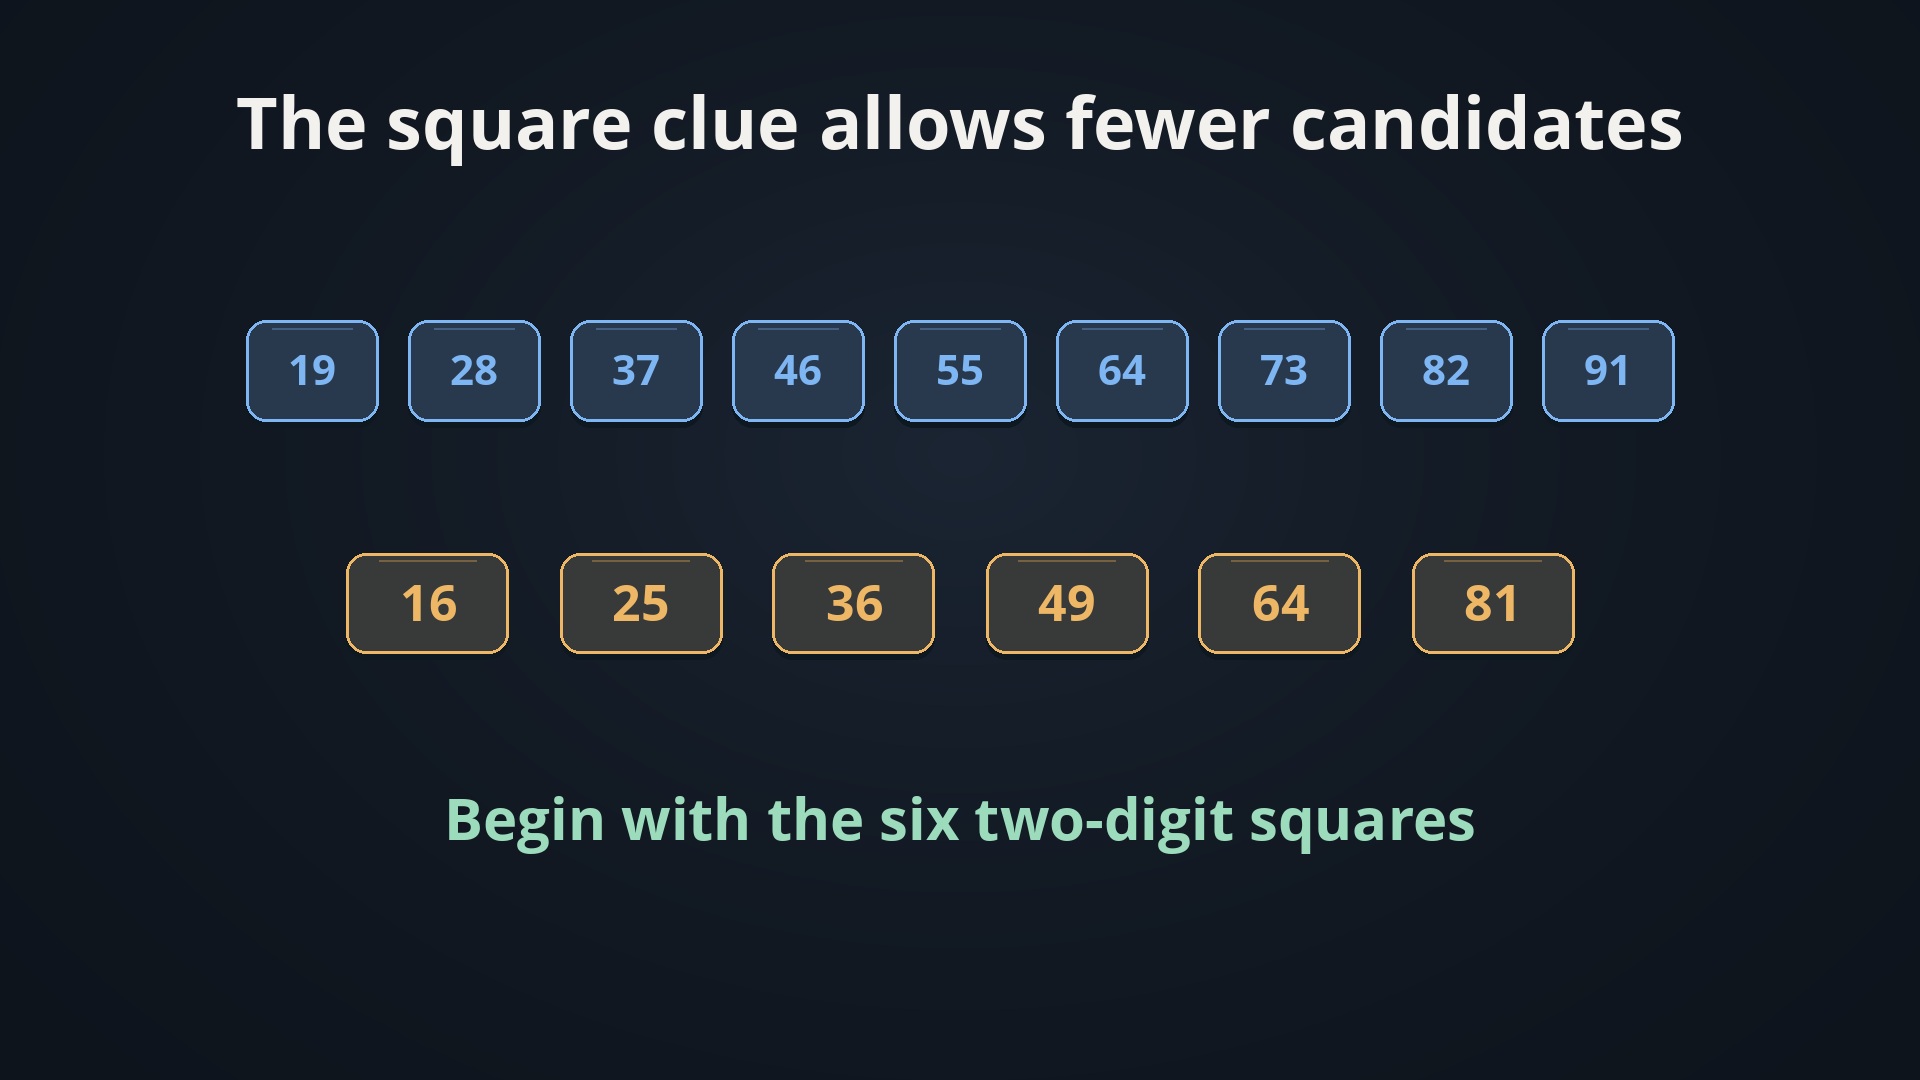 The square clue allows fewer candidates
19 28 37 46 55 64 73 82 91
16 25 36 49 64 81
Begin with the six two-digit squares